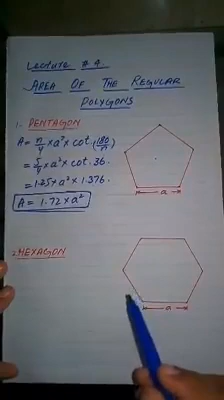 Lecture # 4
AREA OF THE REGULAR
POLYGONS
1- PENTAGON
A = n/4 x a² x cot (180/n)
= 5/4 x a² x cot 36.
= 1.25 x a² x 1.376.
A = 1.72 x a²
a
2. HEXAGON
a